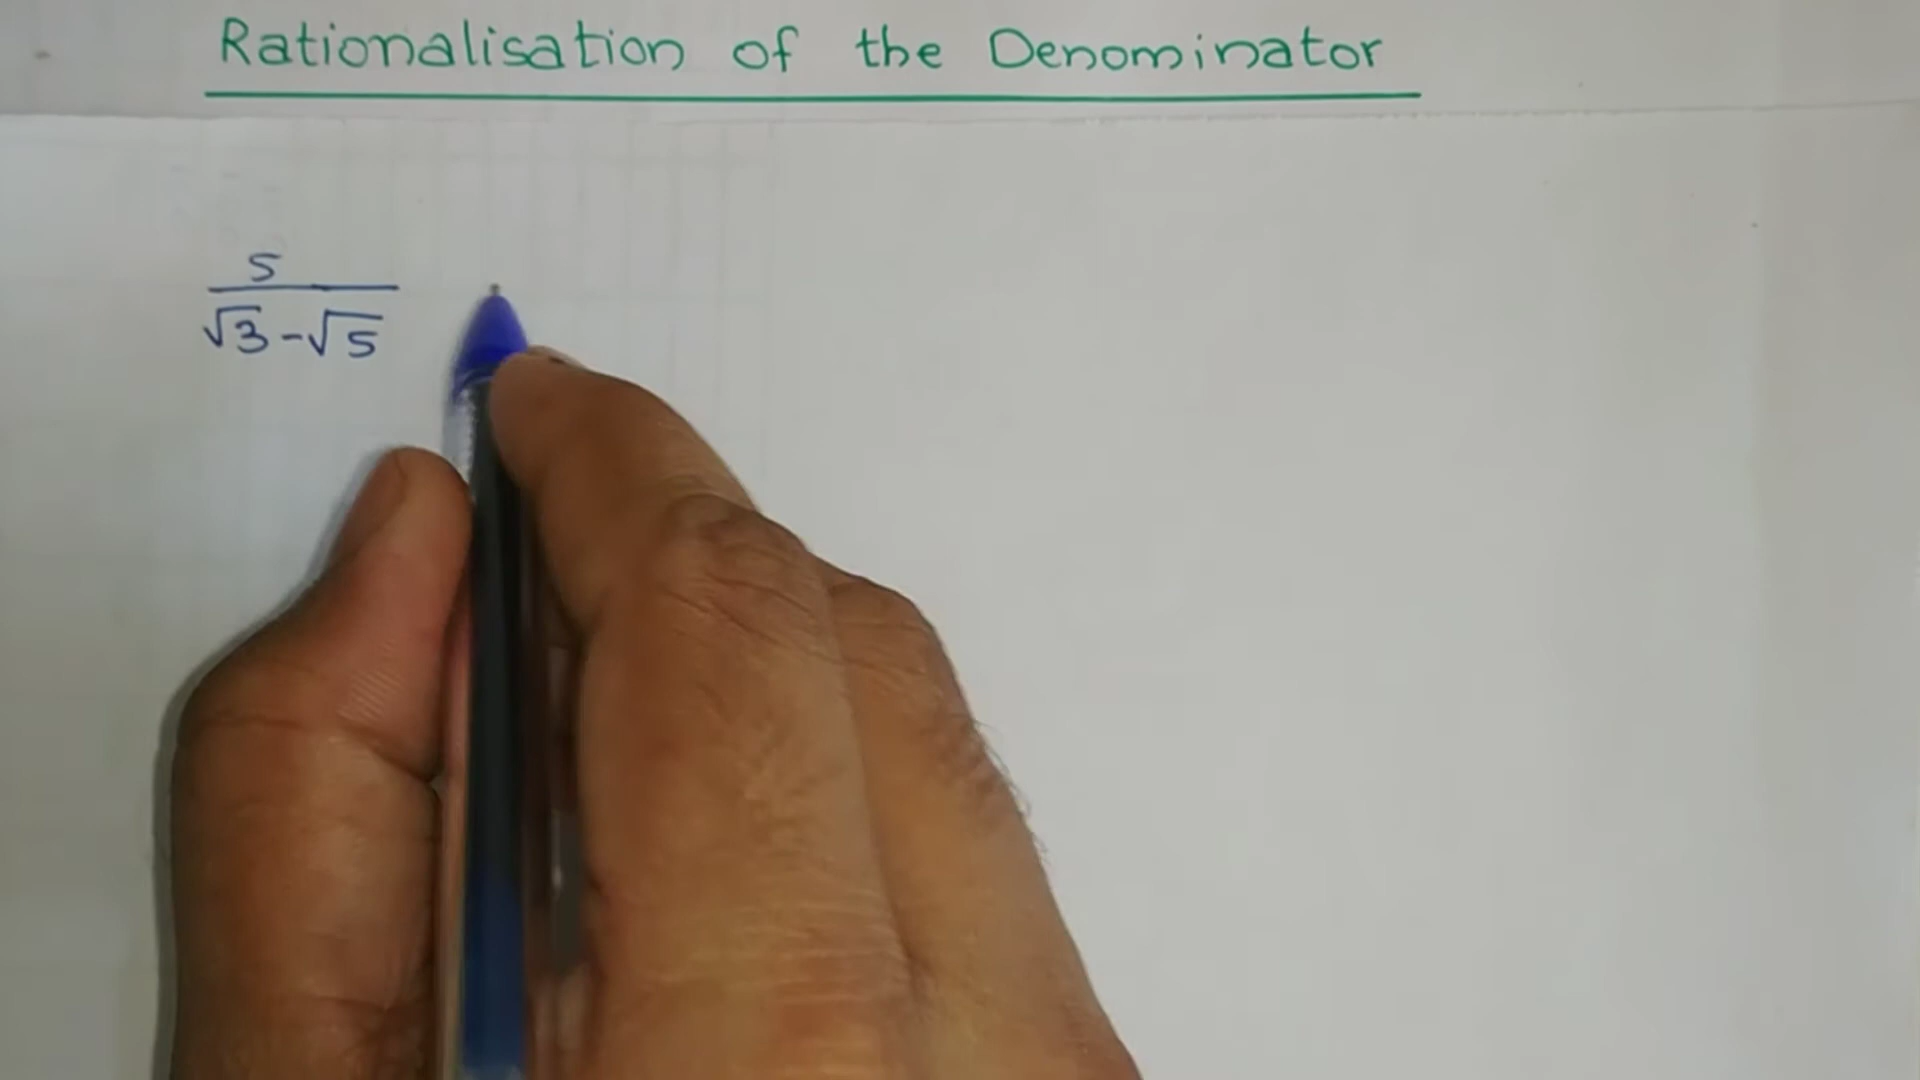 Rationalisation of the Denominator
5
√3-√5